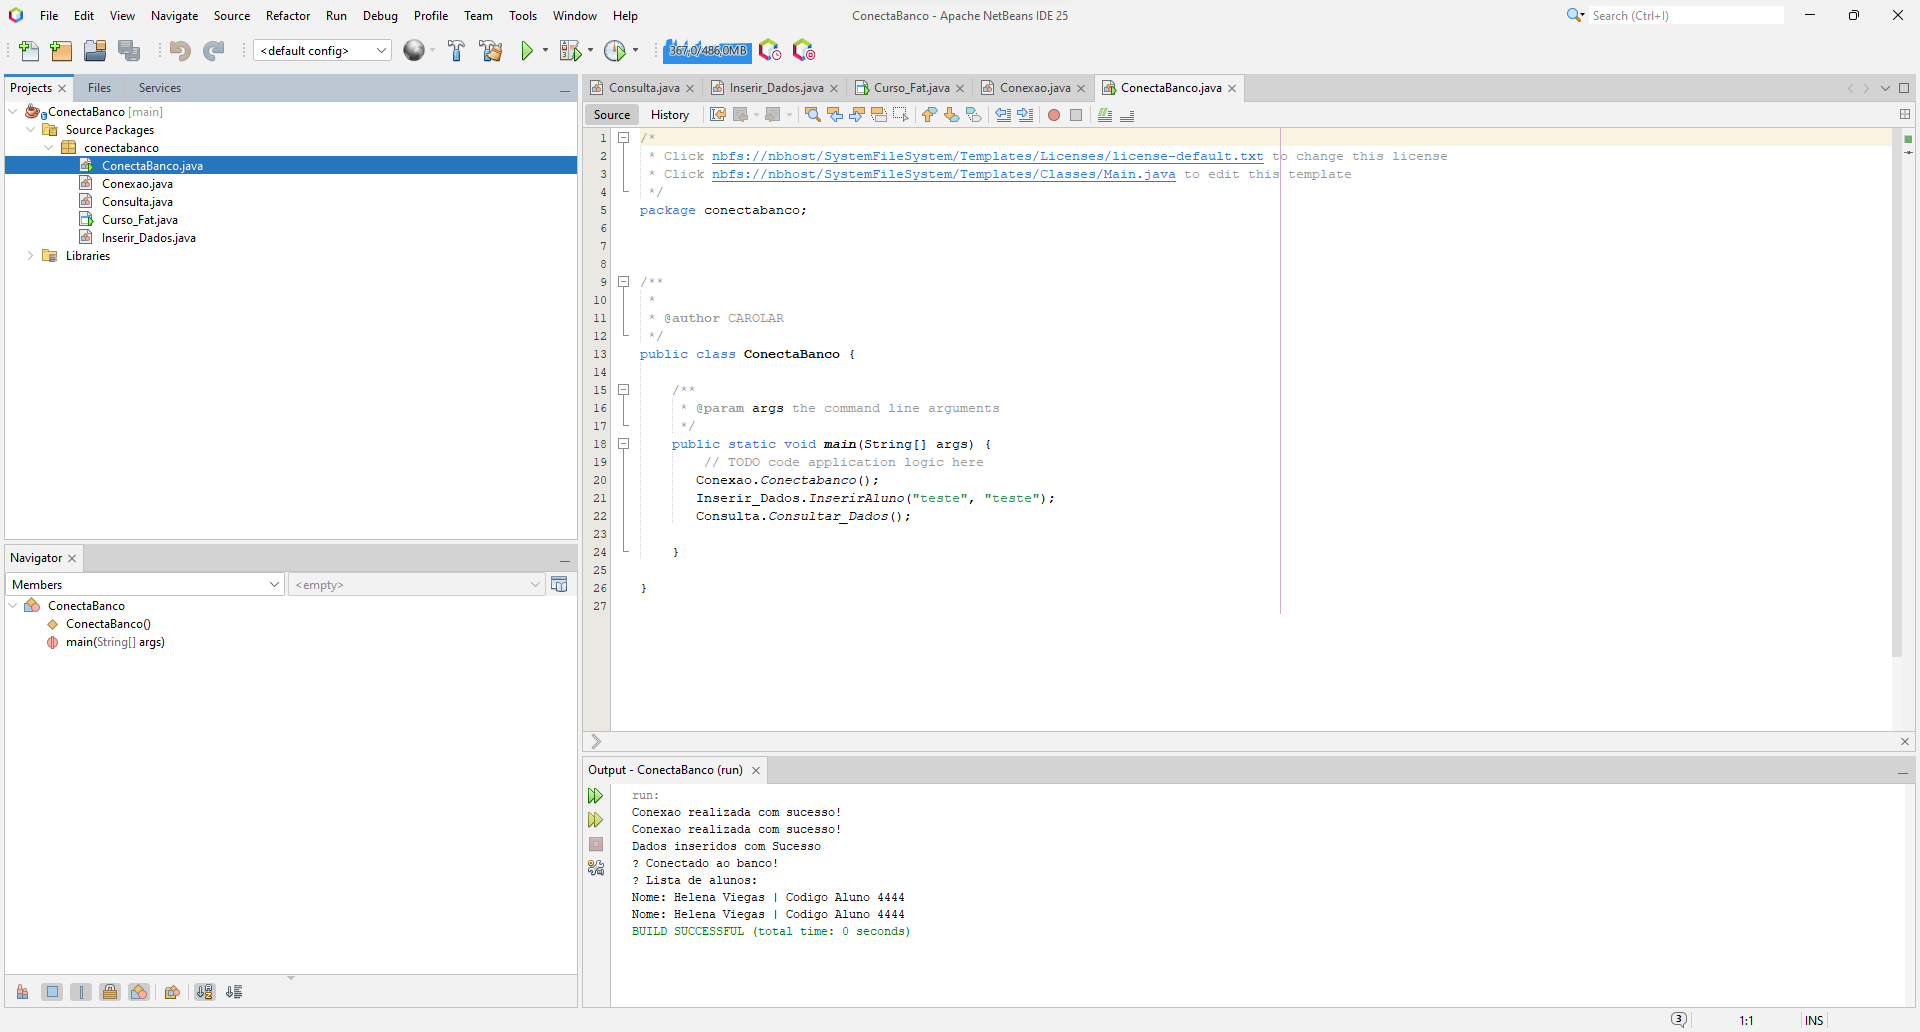 File Edit View Navigate Source Refactor Run Debug Profile Team Tools Window Help
ConectaBanco - Apache NetBeans IDE 25
Search (Ctrl+I)
<default config>
367,0/486,0MB
Projects Files Services
ConectaBanco [main]
Source Packages
conectabanco
ConectaBanco.java
Conexao.java
Consulta.java
Curso_Fat.java
Inserir_Dados.java
Libraries
Navigator
Members
<empty>
ConectaBanco
ConectaBanco()
main(String[] args)
Consulta.java Inserir_Dados.java Curso_Fat.java Conexao.java ConectaBanco.java
Source History
1 /*
2 * Click nbfs://nbhost/SystemFileSystem/Templates/Licenses/license-default.txt to change this license
3 * Click nbfs://nbhost/SystemFileSystem/Templates/Classes/Main.java to edit this template
4 */
5 package conectabanco;
6
7
8
9 /**
10 *
11 * @author CAROLAR
12 */
13 public class ConectaBanco {
14
15 /**
16 * @param args the command line arguments
17 */
18 public static void main(String[] args) {
19 // TODO code application logic here
20 Conexao.Conectabanco();
21 Inserir_Dados.InserirAluno("teste", "teste");
22 Consulta.Consultar_Dados();
23
24 }
25
26 }
27
Output - ConectaBanco (run)
run:
Conexao realizada com sucesso!
Conexao realizada com sucesso!
Dados inseridos com Sucesso
? Conectado ao banco!
? Lista de alunos:
Nome: Helena Viegas | Codigo Aluno 4444
Nome: Helena Viegas | Codigo Aluno 4444
BUILD SUCCESSFUL (total time: 0 seconds)
3
1:1
INS